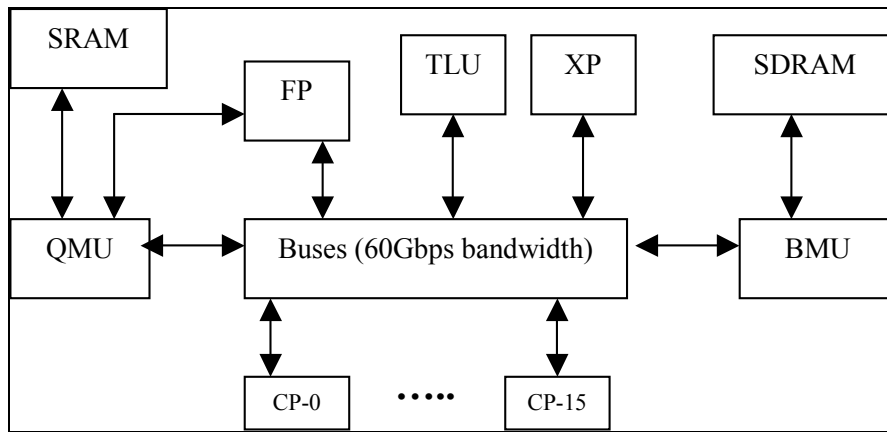 SRAM
FP
TLU
XP
SDRAM
QMU
Buses (60Gbps bandwidth)
BMU
CP-0
.....
CP-15